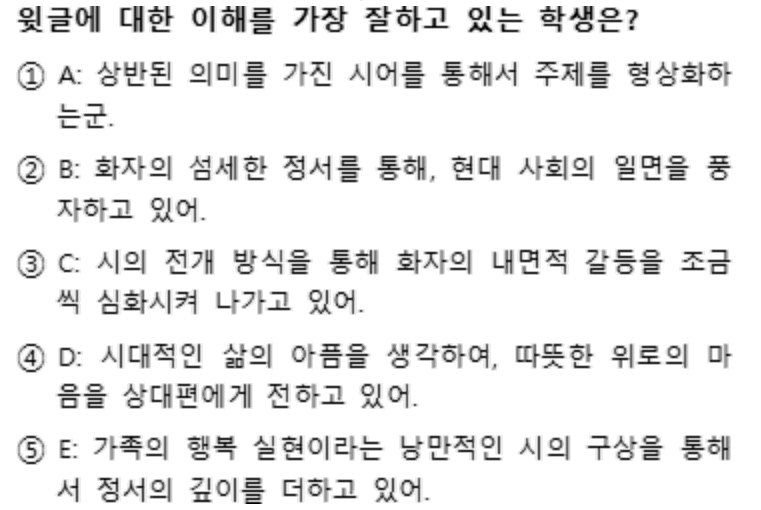 윗글에 대한 이해를 가장 잘하고 있는 학생은?
① A: 상반된 의미를 가진 시어를 통해서 주제를 형상화하
는군.
② B: 화자의 섬세한 정서를 통해, 현대 사회의 일면을 풍
자하고 있어.
③ C: 시의 전개 방식을 통해 화자의 내면적 갈등을 조금
씩 심화시켜 나가고 있어.
④ D: 시대적인 삶의 아픔을 생각하여, 따뜻한 위로의 마
음을 상대편에게 전하고 있어.
⑤ E: 가족의 행복 실현이라는 낭만적인 시의 구상을 통해
서 정서의 깊이를 더하고 있어.